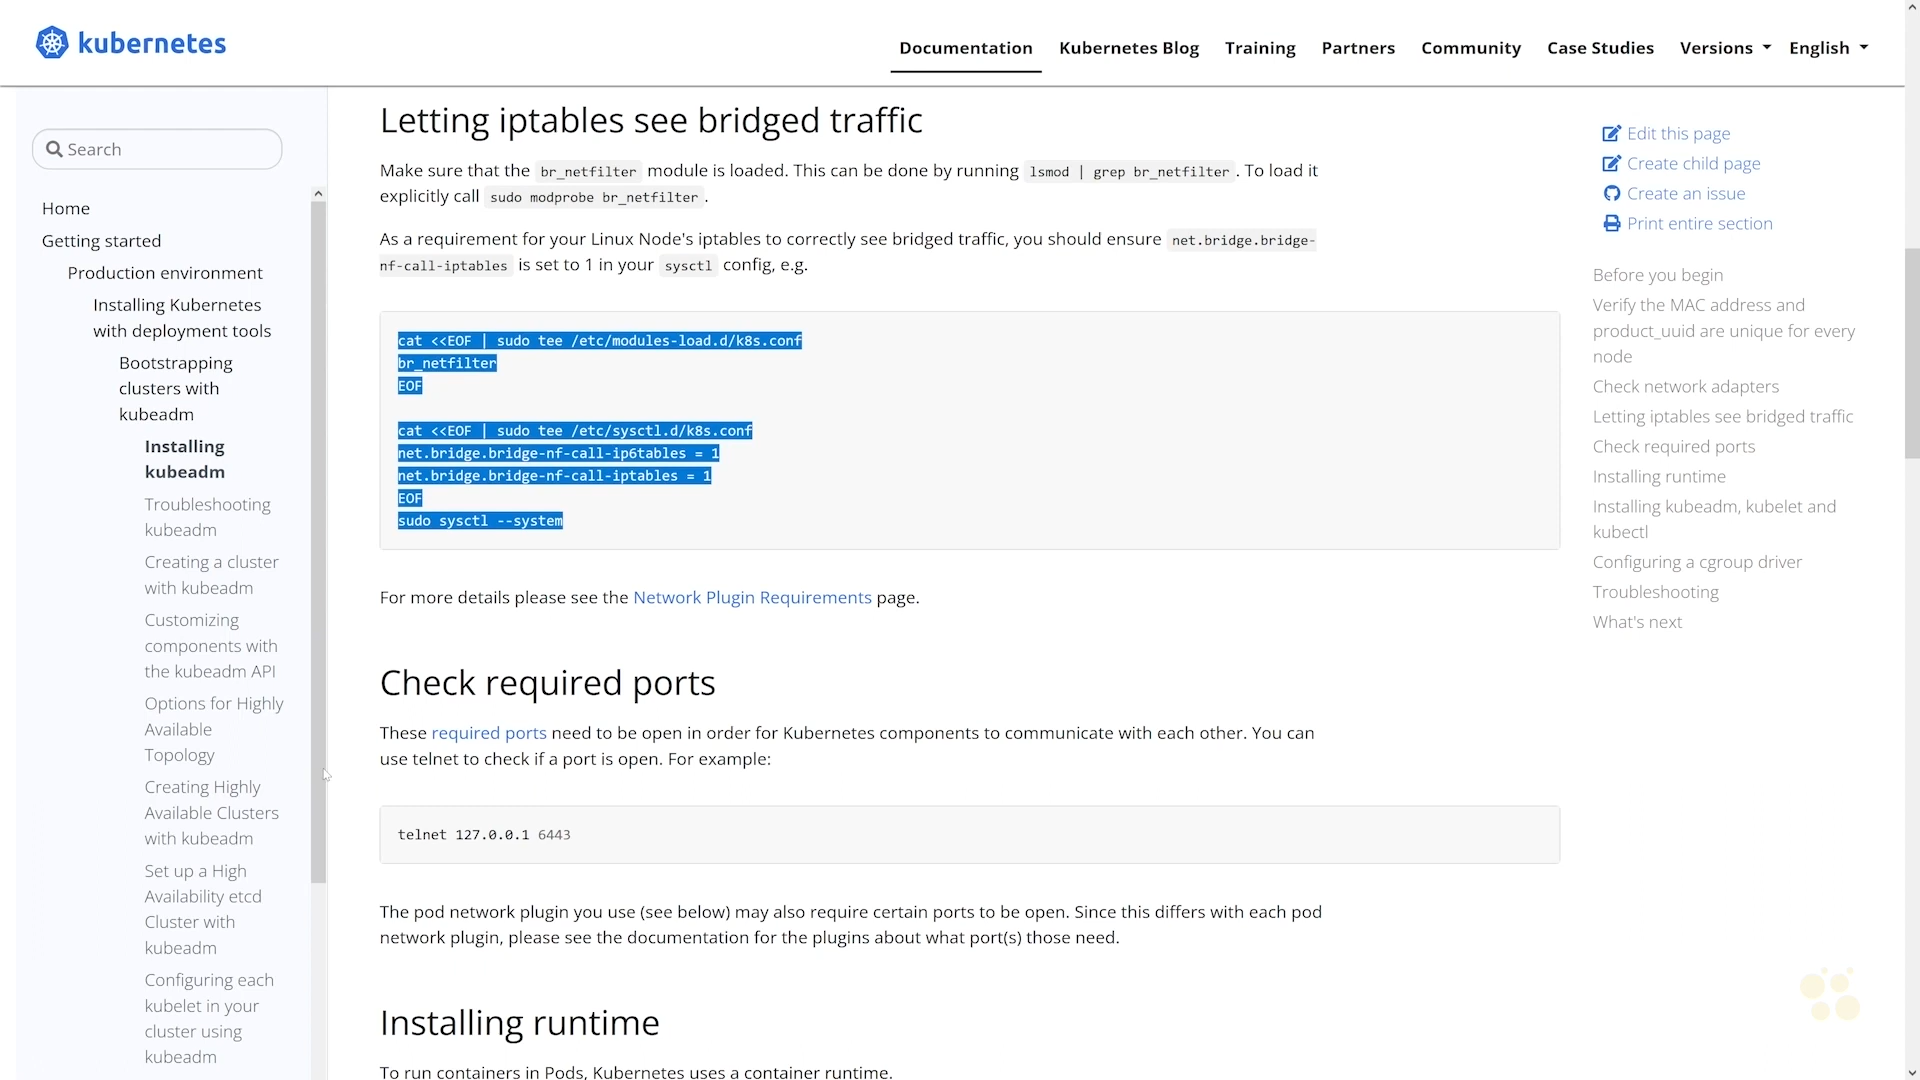 kubernetes
Documentation
Kubernetes Blog
Training
Partners
Community
Case Studies
Versions
English
Search
Home
Getting started
Production environment
Installing Kubernetes
with deployment tools
Bootstrapping
clusters with
kubeadm
Installing
kubeadm
Troubleshooting
kubeadm
Creating a cluster
with kubeadm
Customizing
components with
the kubeadm API
Options for Highly
Available
Topology
Creating Highly
Available Clusters
with kubeadm
Set up a High
Availability etcd
Cluster with
kubeadm
Configuring each
kubelet in your
cluster using
kubeadm
Letting iptables see bridged traffic
Make sure that the br_netfilter module is loaded. This can be done by running lsmod | grep br_netfilter. To load it
explicitly call sudo modprobe br_netfilter.
As a requirement for your Linux Node's iptables to correctly see bridged traffic, you should ensure net.bridge.bridge-
nf-call-iptables is set to 1 in your sysctl config, e.g.
cat <<EOF | sudo tee /etc/modules-load.d/k8s.conf
br_netfilter
EOF
cat <<EOF | sudo tee /etc/sysctl.d/k8s.conf
net.bridge.bridge-nf-call-ip6tables = 1
net.bridge.bridge-nf-call-iptables = 1
EOF
sudo sysctl --system
For more details please see the Network Plugin Requirements page.
Check required ports
These required ports need to be open in order for Kubernetes components to communicate with each other. You can
use telnet to check if a port is open. For example:
telnet 127.0.0.1 6443
The pod network plugin you use (see below) may also require certain ports to be open. Since this differs with each pod
network plugin, please see the documentation for the plugins about what port(s) those need.
Installing runtime
To run containers in Pods, Kubernetes uses a container runtime.
Edit this page
Create child page
Create an issue
Print entire section
Before you begin
Verify the MAC address and
product_uuid are unique for every
node
Check network adapters
Letting iptables see bridged traffic
Check required ports
Installing runtime
Installing kubeadm, kubelet and
kubectl
Configuring a cgroup driver
Troubleshooting
What's next